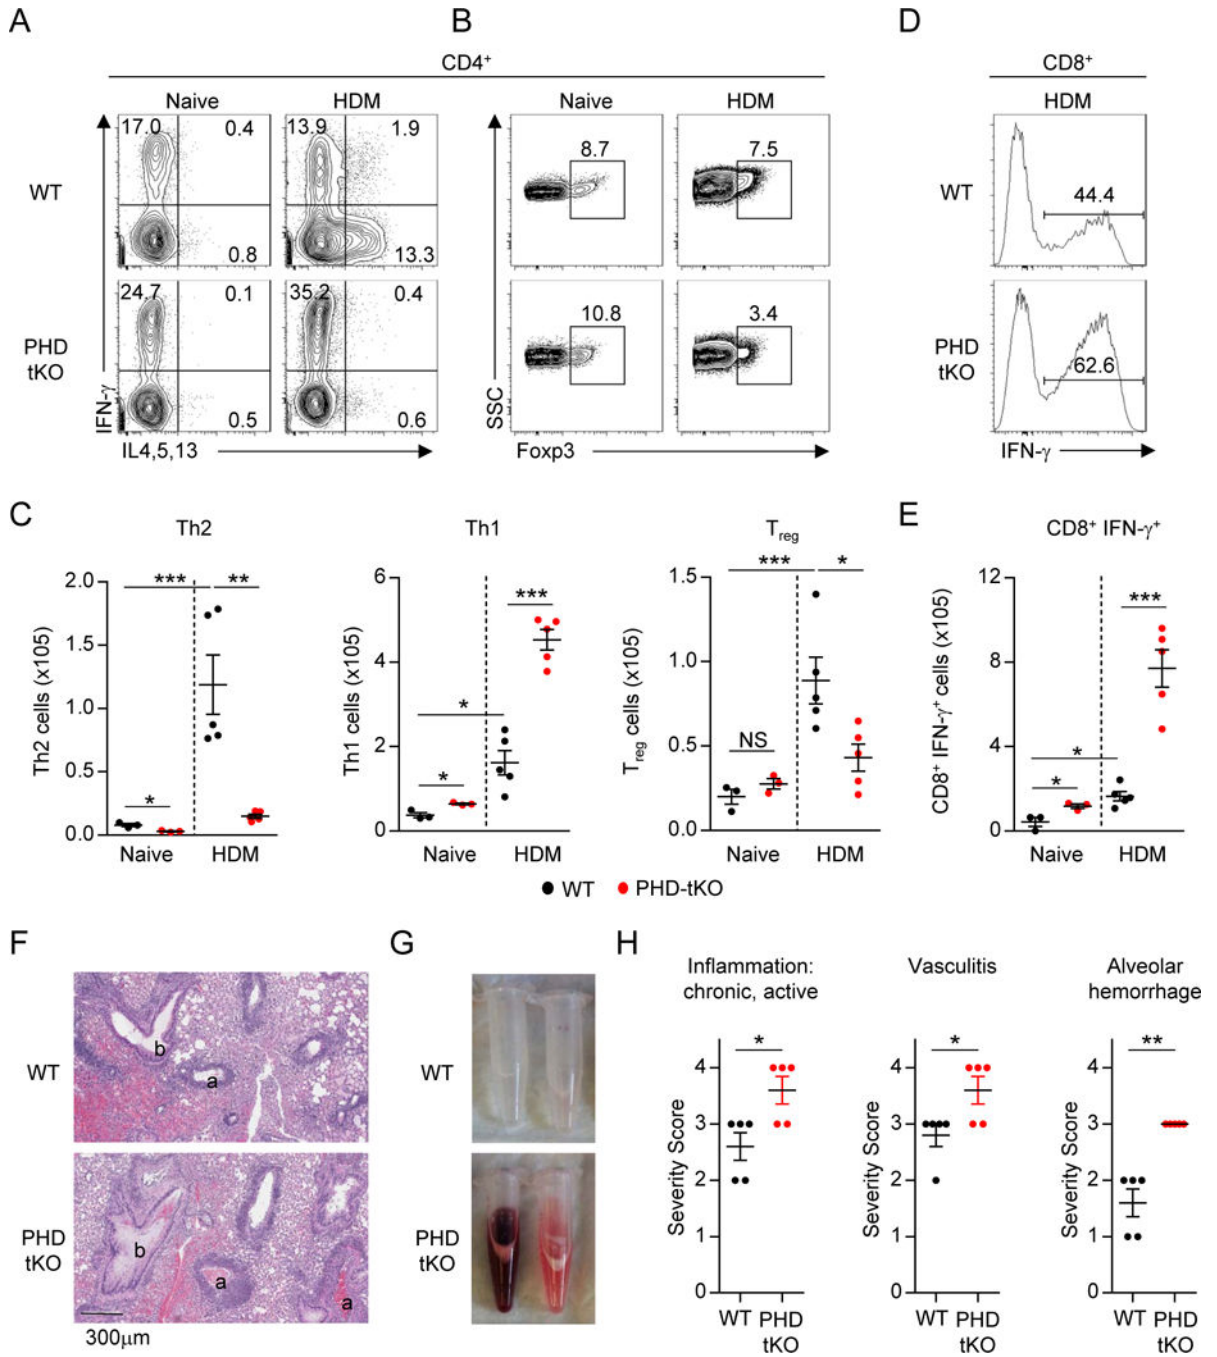 A
B
D
CD4⁺
CD8⁺
Naive
HDM
Naive
HDM
HDM
WT
17.0
0.4
0.8
13.9
1.9
13.3
8.7
7.5
WT
44.4
PHD
tKO
24.7
0.1
0.5
35.2
0.4
0.6
10.8
3.4
PHD
tKO
62.6
IFN-γ
IL4,5,13
SSC
Foxp3
IFN-γ
C
Th2
Th2 cells (x105)
2.0
1.5
1.0
0.5
0.0
***
**
*
Naive
HDM
Th1
Th1 cells (x105)
6
4
2
0
***
*
*
Naive
HDM
Treg
Treg cells (x105)
1.5
1.0
0.5
0.0
***
*
NS
Naive
HDM
E
CD8⁺ IFN-γ⁺
CD8⁺ IFN-γ⁺ cells (x105)
12
8
4
0
***
*
*
Naive
HDM
WT
PHD-tKO
F
WT
b
a
PHD
tKO
b
a
a
300μm
G
WT
PHD
tKO
H
Inflammation:
chronic, active
Severity Score
4
3
2
1
0
*
WT
PHD
tKO
Vasculitis
Severity Score
4
3
2
1
0
*
WT
PHD
tKO
Alveolar
hemorrhage
Severity Score
4
3
2
1
0
**
WT
PHD
tKO